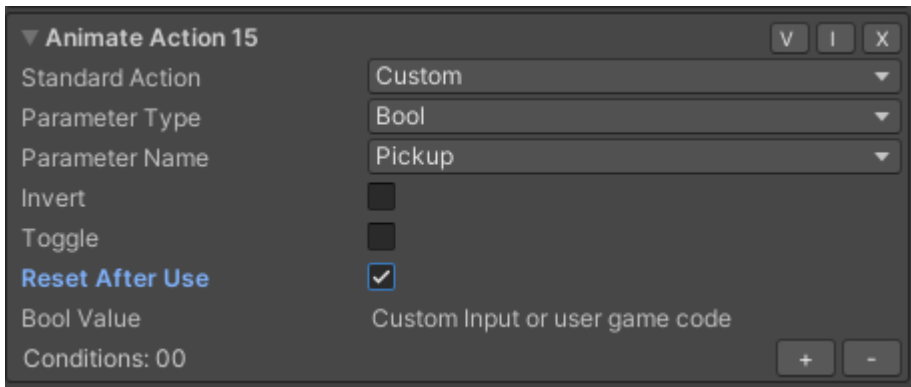 Animate Action 15 V I X
Standard Action Custom
Parameter Type Bool
Parameter Name Pickup
Invert
Toggle
Reset After Use
Bool Value Custom Input or user game code
Conditions: 00 + -